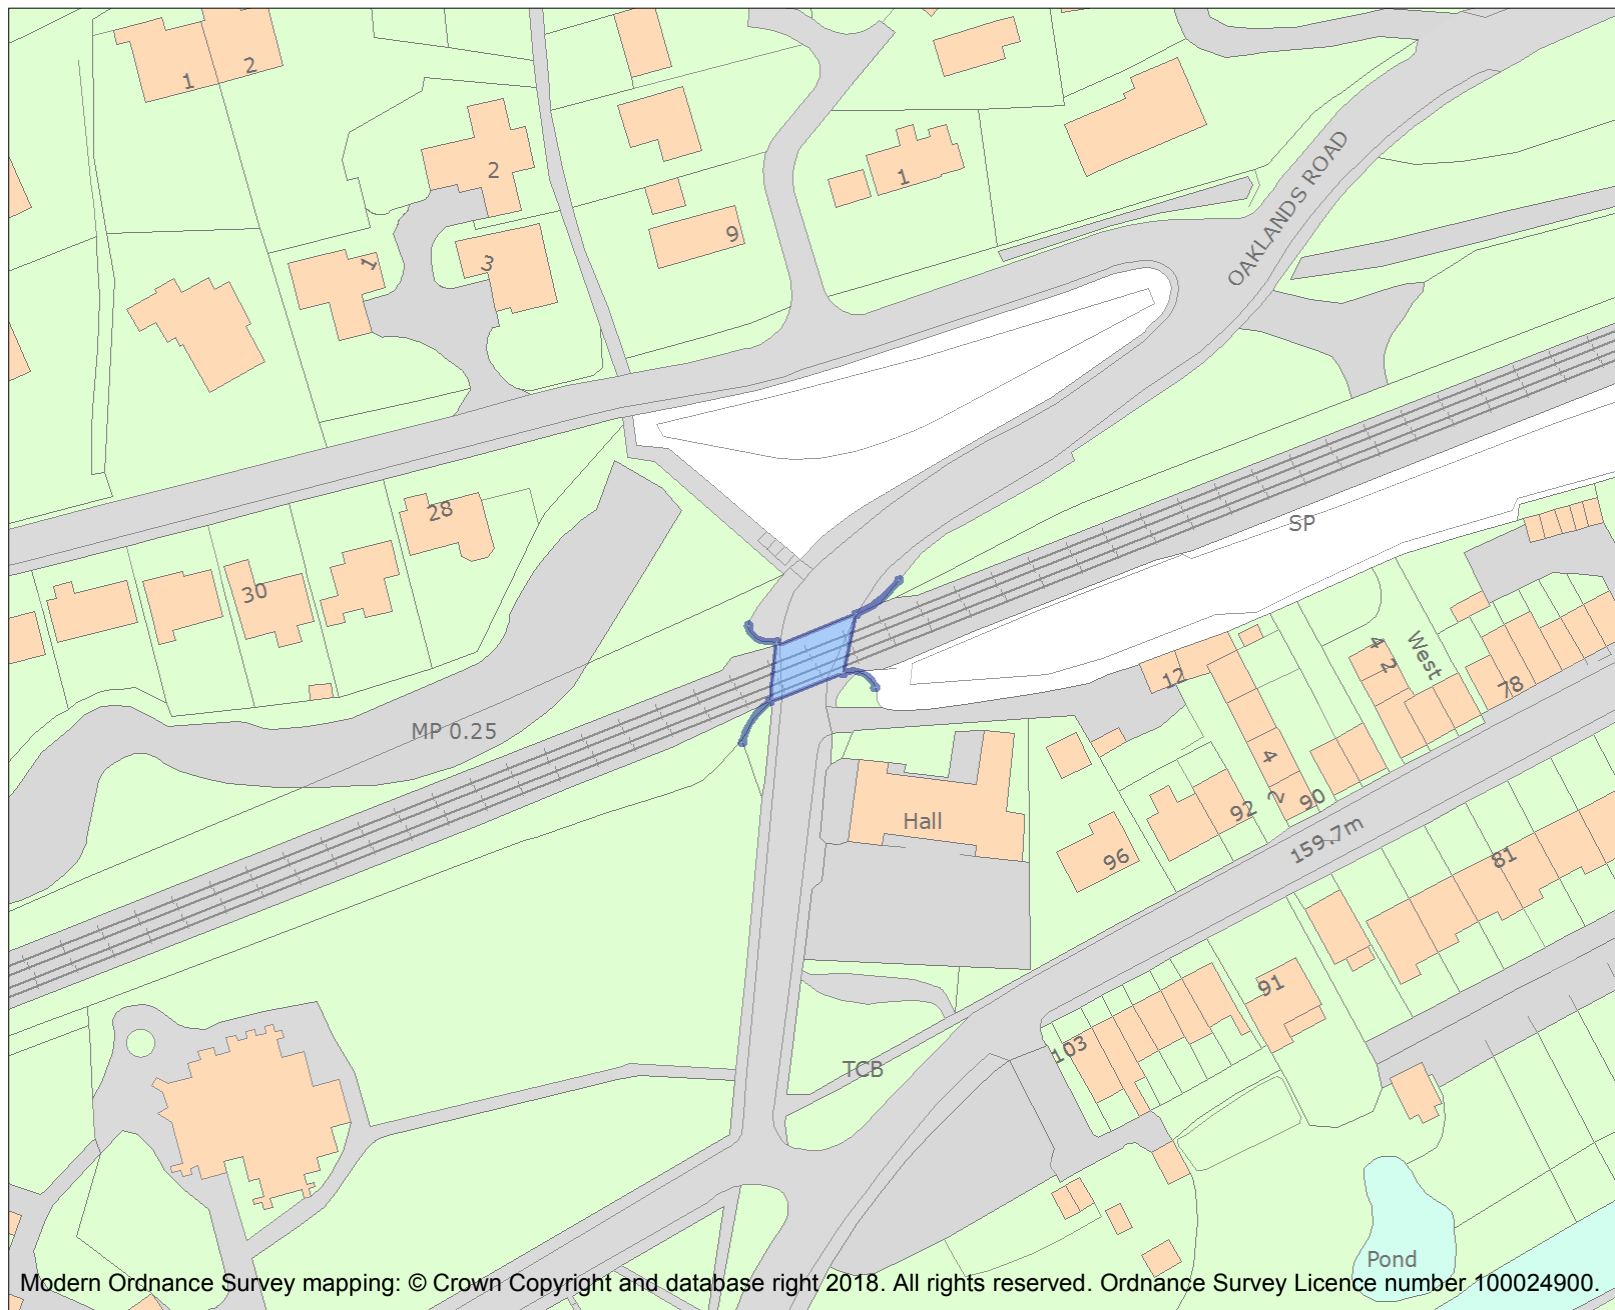 1
2
2
1
3
9
1
OAKLANDS ROAD
28
30
SP
MP 0.25
12
4
2
West
78
4
2
90
92
96
Hall
159.7m
81
91
103
TCB
Pond
Modern Ordnance Survey mapping: © Crown Copyright and database right 2018. All rights reserved. Ordnance Survey Licence number 100024900.